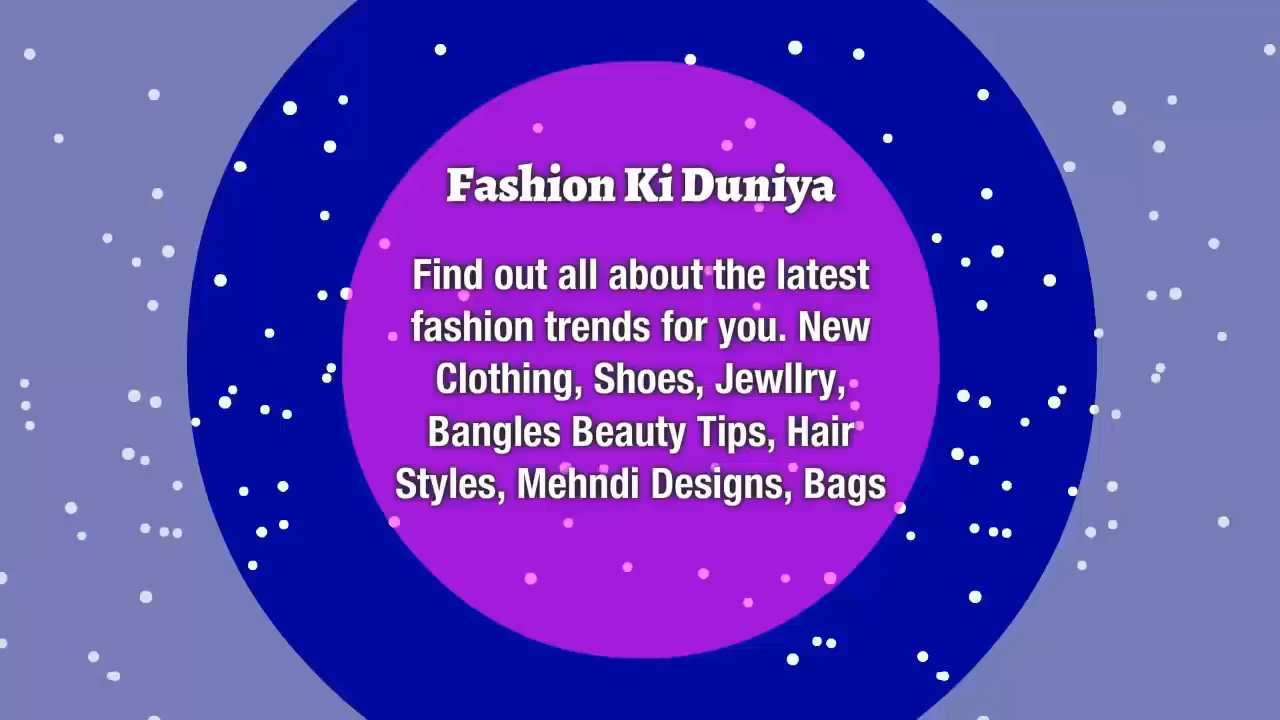 Fashion Ki Duniya
Find out all about the latest
fashion trends for you. New
Clothing, Shoes, Jewllry,
Bangles Beauty Tips, Hair
Styles, Mehndi Designs, Bags